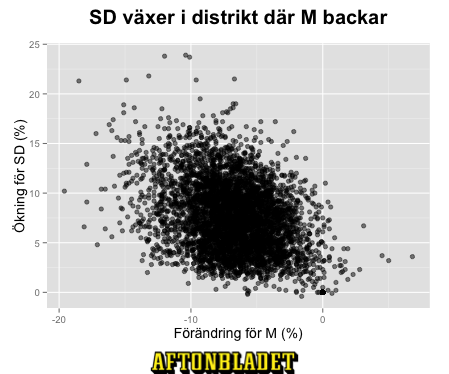 SD växer i distrikt där M backar
Ökning för SD (%)
25
20
15
10
5
0
-20 -10 0
Förändring för M (%)
AFTONBLADET